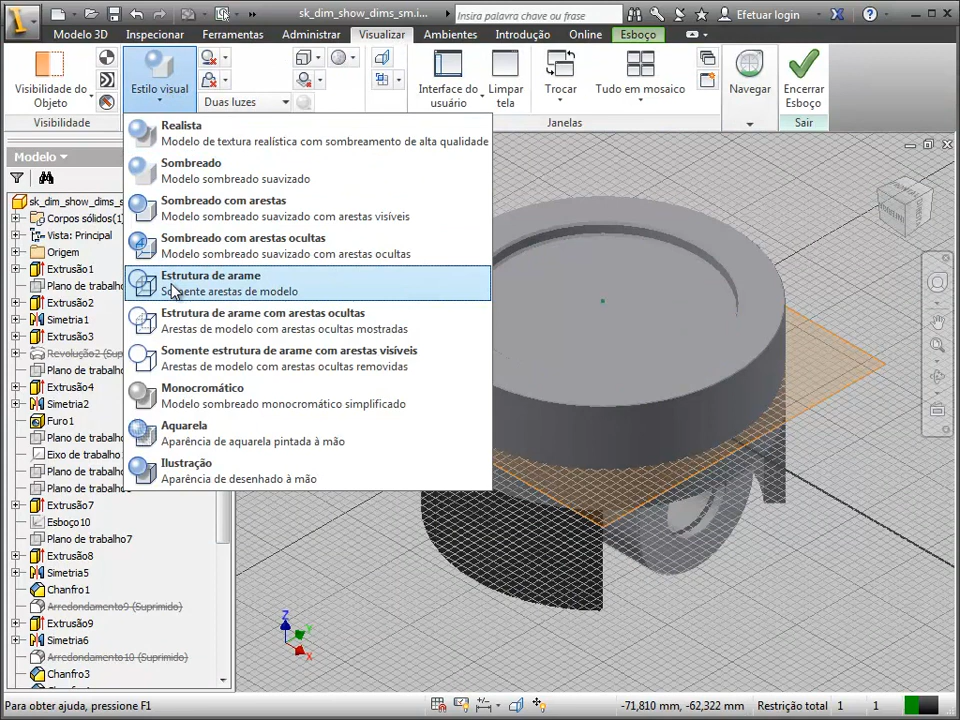 sk_dim_show_dims_sm.i...
Insira palavra chave ou frase
Efetuar login
Modelo 3D
Inspecionar
Ferramentas
Administrar
Visualizar
Ambientes
Introdução
Online
Esboço
Visibilidade do
Objeto
Estilo visual
Duas luzes
Interface do
usuário
Limpar
tela
Trocar
Tudo em mosaico
Navegar
Encerrar
Esboço
Visibilidade
Janelas
Sair
Realista
Modelo de textura realística com sombreamento de alta qualidade
Sombreado
Modelo sombreado suavizado
Sombreado com arestas
Modelo sombreado suavizado com arestas visíveis
Sombreado com arestas ocultas
Modelo sombreado suavizado com arestas ocultas
Estrutura de arame
Somente arestas de modelo
Estrutura de arame com arestas ocultas
Arestas de modelo com arestas ocultas mostradas
Somente estrutura de arame com arestas visíveis
Arestas de modelo com arestas ocultas removidas
Monocromático
Modelo sombreado monocromático simplificado
Aquarela
Aparência de aquarela pintada à mão
Ilustração
Aparência de desenhado à mão
Modelo
sk_dim_show_dims_s
Corpos sólidos(1)
Vista: Principal
Origem
Extrusão1
Plano de trabalh
Extrusão2
Simetria1
Extrusão3
Revolução2 (Sup
Plano de trabalh
Extrusão4
Simetria2
Furo1
Plano de trabalh
Eixo de trabalho
Plano de trabalh
Plano de trabalh
Extrusão7
Esboço10
Plano de trabalho7
Extrusão8
Simetria5
Chanfro1
Arredondamento9 (Suprimido)
Extrusão9
Simetria6
Arredondamento10 (Suprimido)
Chanfro3
Z
Y
X
Para obter ajuda, pressione F1
-71,810 mm, -62,322 mm
Restrição total
1
1